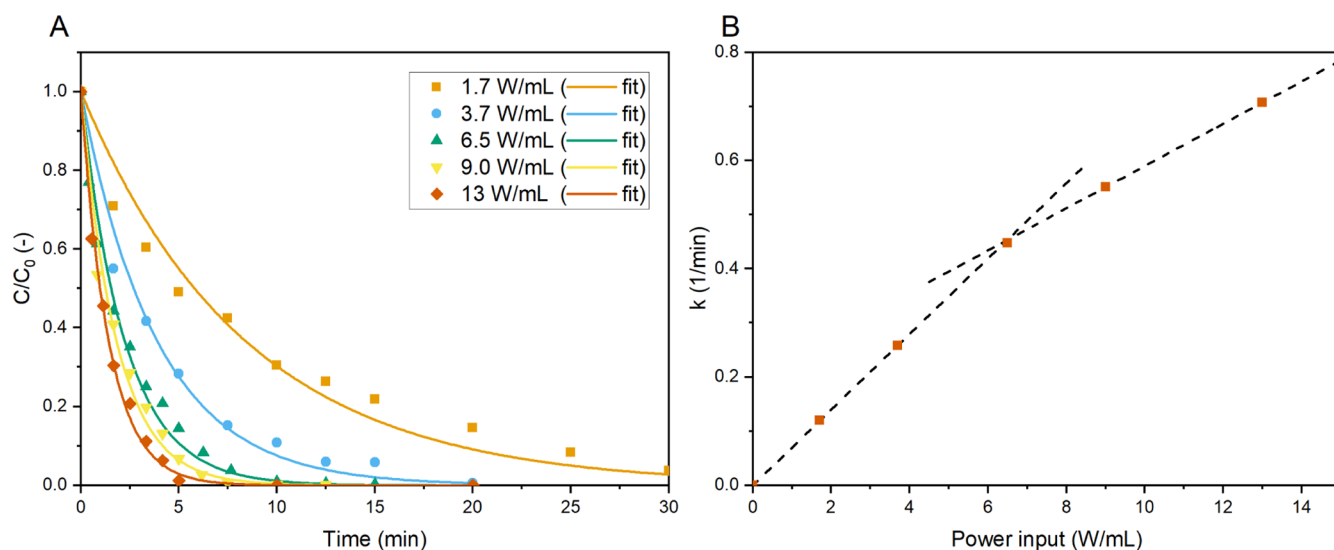 A
C/C₀ (-)
1.0
0.8
0.6
0.4
0.2
0.0
0
5
10
15
20
25
30
Time (min)
1.7 W/mL ( fit)
3.7 W/mL ( fit)
6.5 W/mL ( fit)
9.0 W/mL ( fit)
13 W/mL ( fit)
B
k (1/min)
0.8
0.6
0.4
0.2
0.0
0
2
4
6
8
10
12
14
Power input (W/mL)